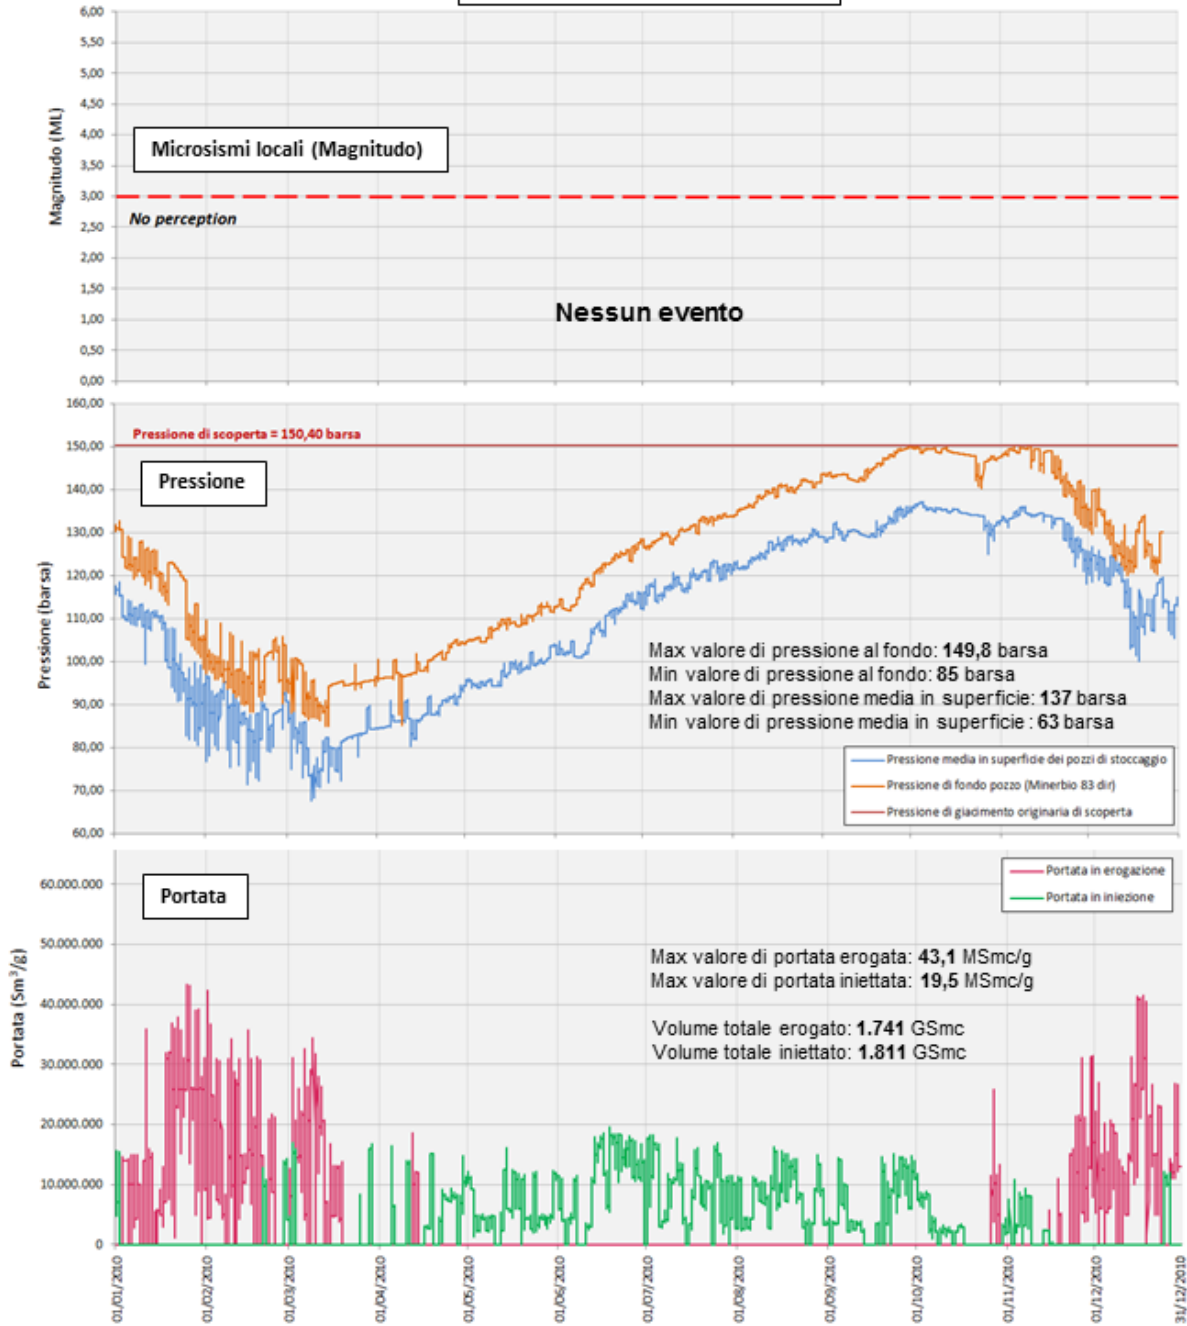 6,00
5,50
5,00
4,50
4,00
3,50
3,00
2,50
2,00
1,50
1,00
0,50
0,00
Magnitudo (ML)
Microsismi locali (Magnitudo)
No perception
Nessun evento
160,00
150,00
140,00
130,00
120,00
110,00
100,00
90,00
80,00
70,00
60,00
Pressione (barsa)
Pressione di scoperta = 150,40 barsa
Pressione
Max valore di pressione al fondo: 149,8 barsa
Min valore di pressione al fondo: 85 barsa
Max valore di pressione media in superficie: 137 barsa
Min valore di pressione media in superficie : 63 barsa
Pressione media in superficie dei pozzi di stoccaggio
Pressione di fondo pozzo (Minerbio 83 dir)
Pressione di giacimento originaria di scoperta
60.000.000
50.000.000
40.000.000
30.000.000
20.000.000
10.000.000
0
Portata (Sm³/g)
Portata
Portata in erogazione
Portata in iniezione
Max valore di portata erogata: 43,1 MSmc/g
Max valore di portata iniettata: 19,5 MSmc/g
Volume totale erogato: 1.741 GSmc
Volume totale iniettato: 1.811 GSmc
01/01/2010
01/02/2010
01/03/2010
01/04/2010
01/05/2010
01/06/2010
01/07/2010
01/08/2010
01/09/2010
01/10/2010
01/11/2010
01/12/2010
31/12/2010